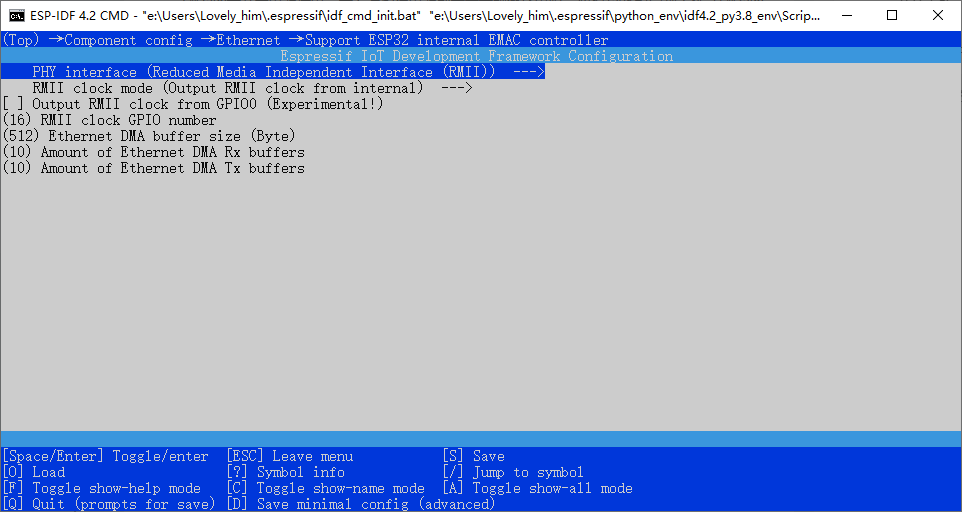 ESP-IDF 4.2 CMD - "e:\Users\Lovely_him\.espressif\idf_cmd_init.bat" "e:\Users\Lovely_him\.espressif\python_env\idf4.2_py3.8_env\Scrip...
(Top) →Component config →Ethernet →Support ESP32 internal EMAC controller
Espressif IoT Development Framework Configuration
PHY interface (Reduced Media Independent Interface (RMII)) --->
RMII clock mode (Output RMII clock from internal) --->
[ ] Output RMII clock from GPIO0 (Experimental!)
(16) RMII clock GPIO number
(512) Ethernet DMA buffer size (Byte)
(10) Amount of Ethernet DMA Rx buffers
(10) Amount of Ethernet DMA Tx buffers
[Space/Enter] Toggle/enter [ESC] Leave menu [S] Save
[O] Load [?] Symbol info [/] Jump to symbol
[F] Toggle show-help mode [C] Toggle show-name mode [A] Toggle show-all mode
[Q] Quit (prompts for save) [D] Save minimal config (advanced)